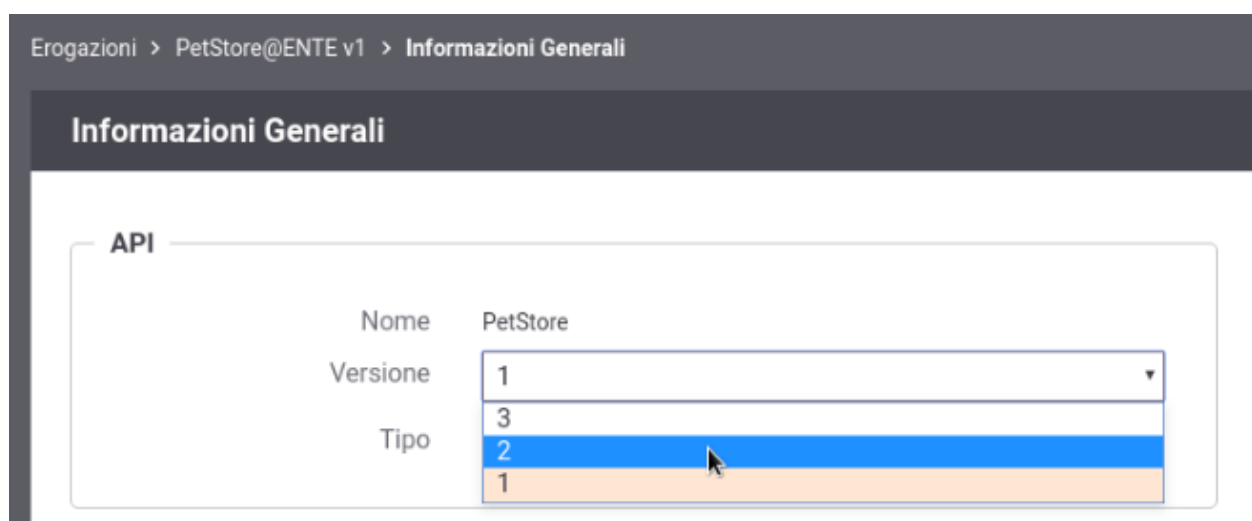 Erogazioni > PetStore@ENTE v1 > Informazioni Generali
Informazioni Generali
API
Nome PetStore
Versione 1
3
Tipo
2
1